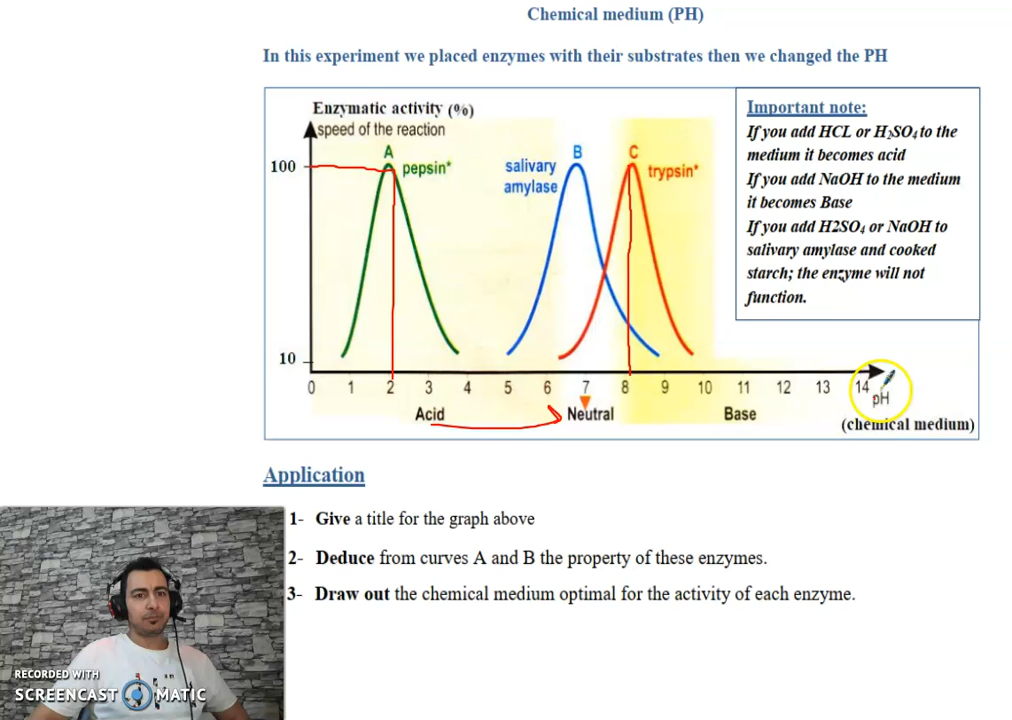 Chemical medium (PH)
In this experiment we placed enzymes with their substrates then we changed the PH
Enzymatic activity (%)
speed of the reaction
100
10
A
pepsin*
salivary
amylase
B
C
trypsin*
0 1 2 3 4 5 6 7 8 9 10 11 12 13 14
pH
Acid Neutral Base
(chemical medium)
Important note:
If you add HCL or H₂SO₄ to the
medium it becomes acid
If you add NaOH to the medium
it becomes Base
If you add H2SO₄ or NaOH to
salivary amylase and cooked
starch; the enzyme will not
function.
Application
1- Give a title for the graph above
2- Deduce from curves A and B the property of these enzymes.
3- Draw out the chemical medium optimal for the activity of each enzyme.
RECORDED WITH
SCREENCAST MATIC